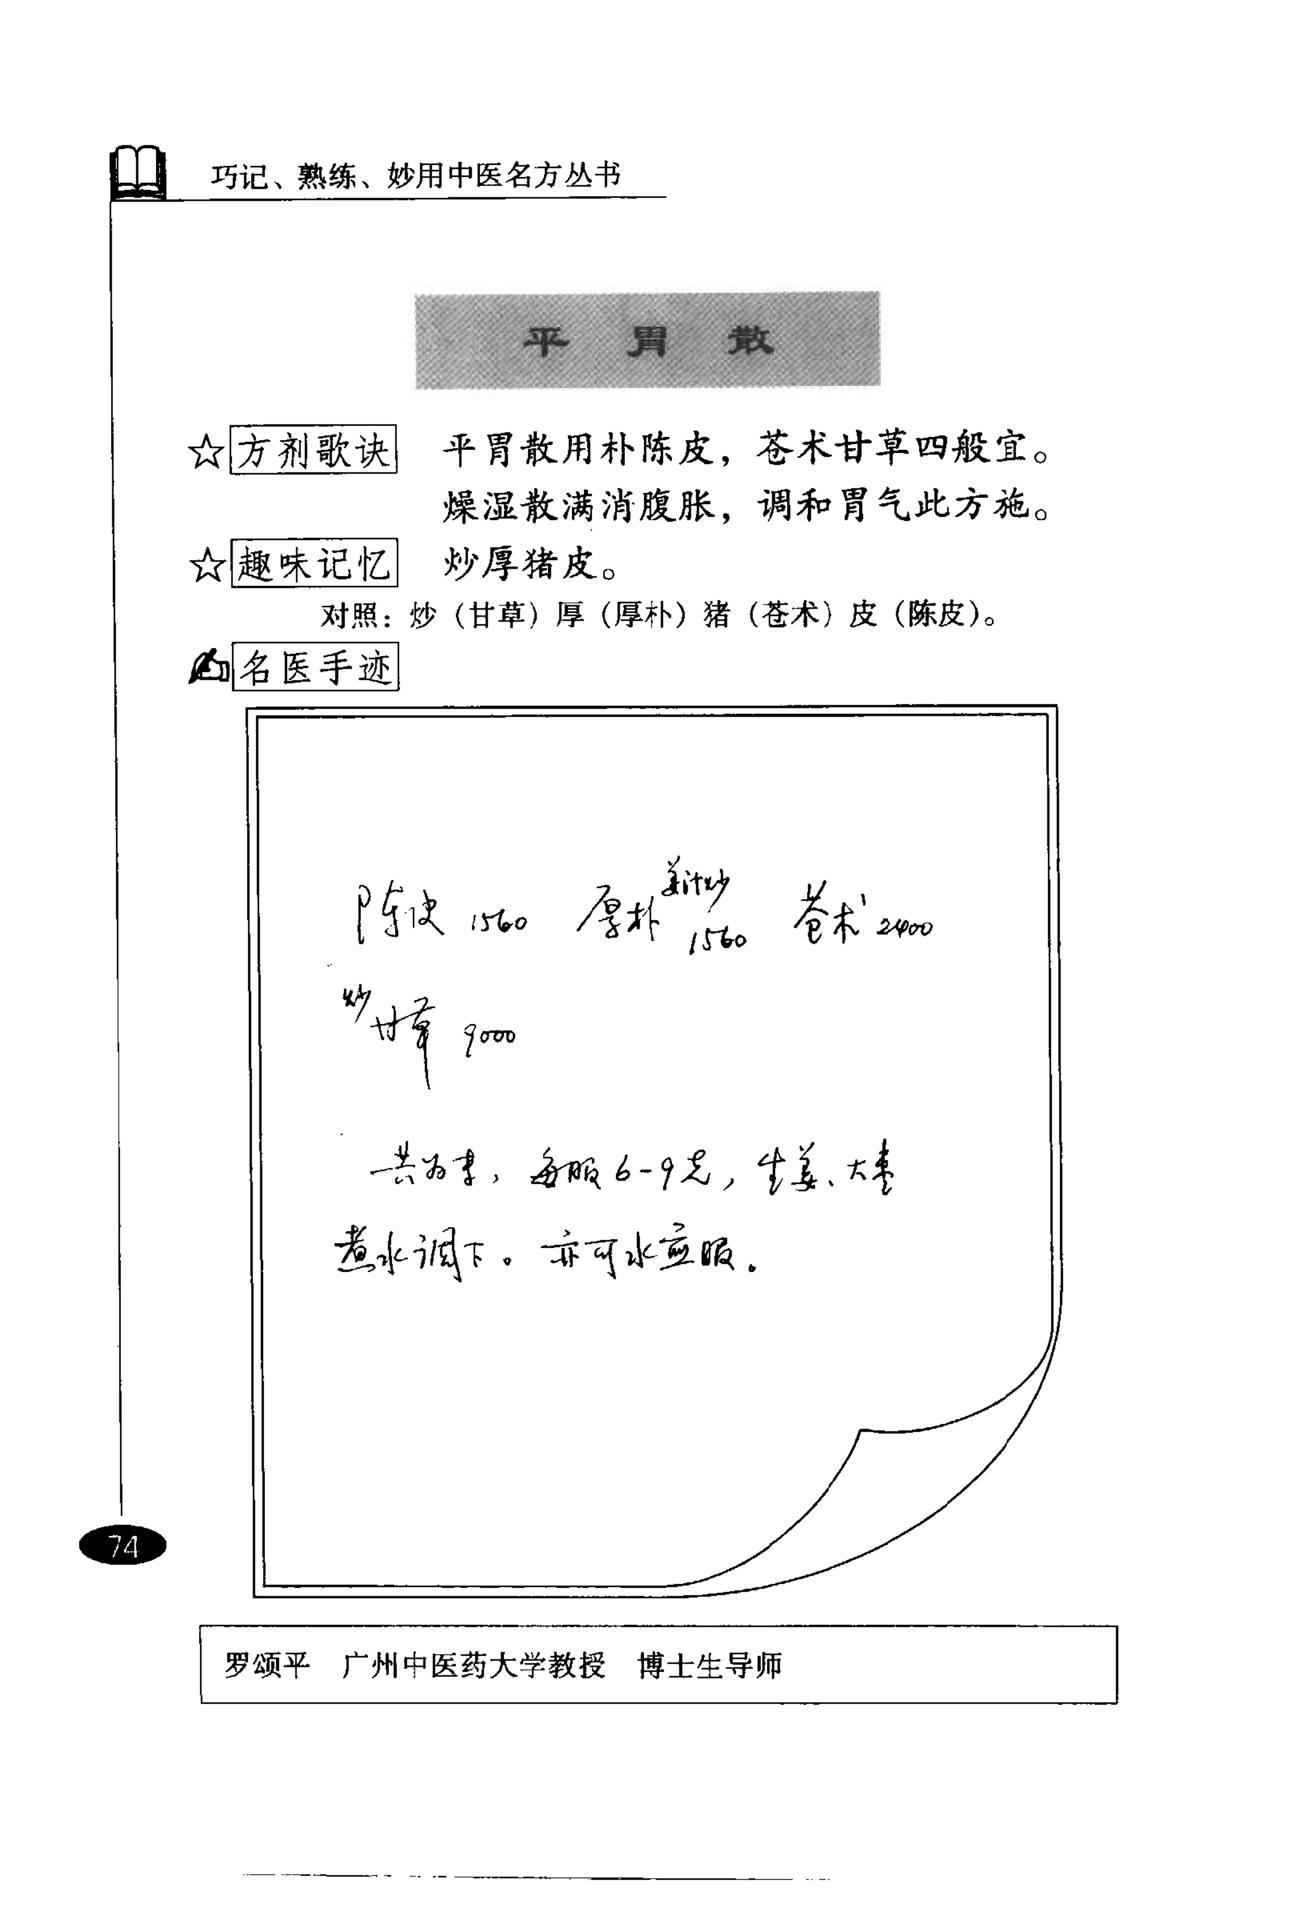 巧记、熟练、妙用中医名方丛书
平胃散
☆方剂歌诀 平胃散用朴陈皮，苍术甘草四般宜。
燥湿散满消腹胀，调和胃气此方施。
☆趣味记忆 炒厚猪皮。
对照：炒（甘草）厚（厚朴）猪（苍术）皮（陈皮）。
名医手迹
陈皮 1560 厚朴 姜汁炒 1560 苍术 2400
炒甘草 9000
共为末，每服6-9克，生姜、大枣
煮水调下。亦可水煎服。
74
罗颂平 广州中医药大学教授 博士生导师